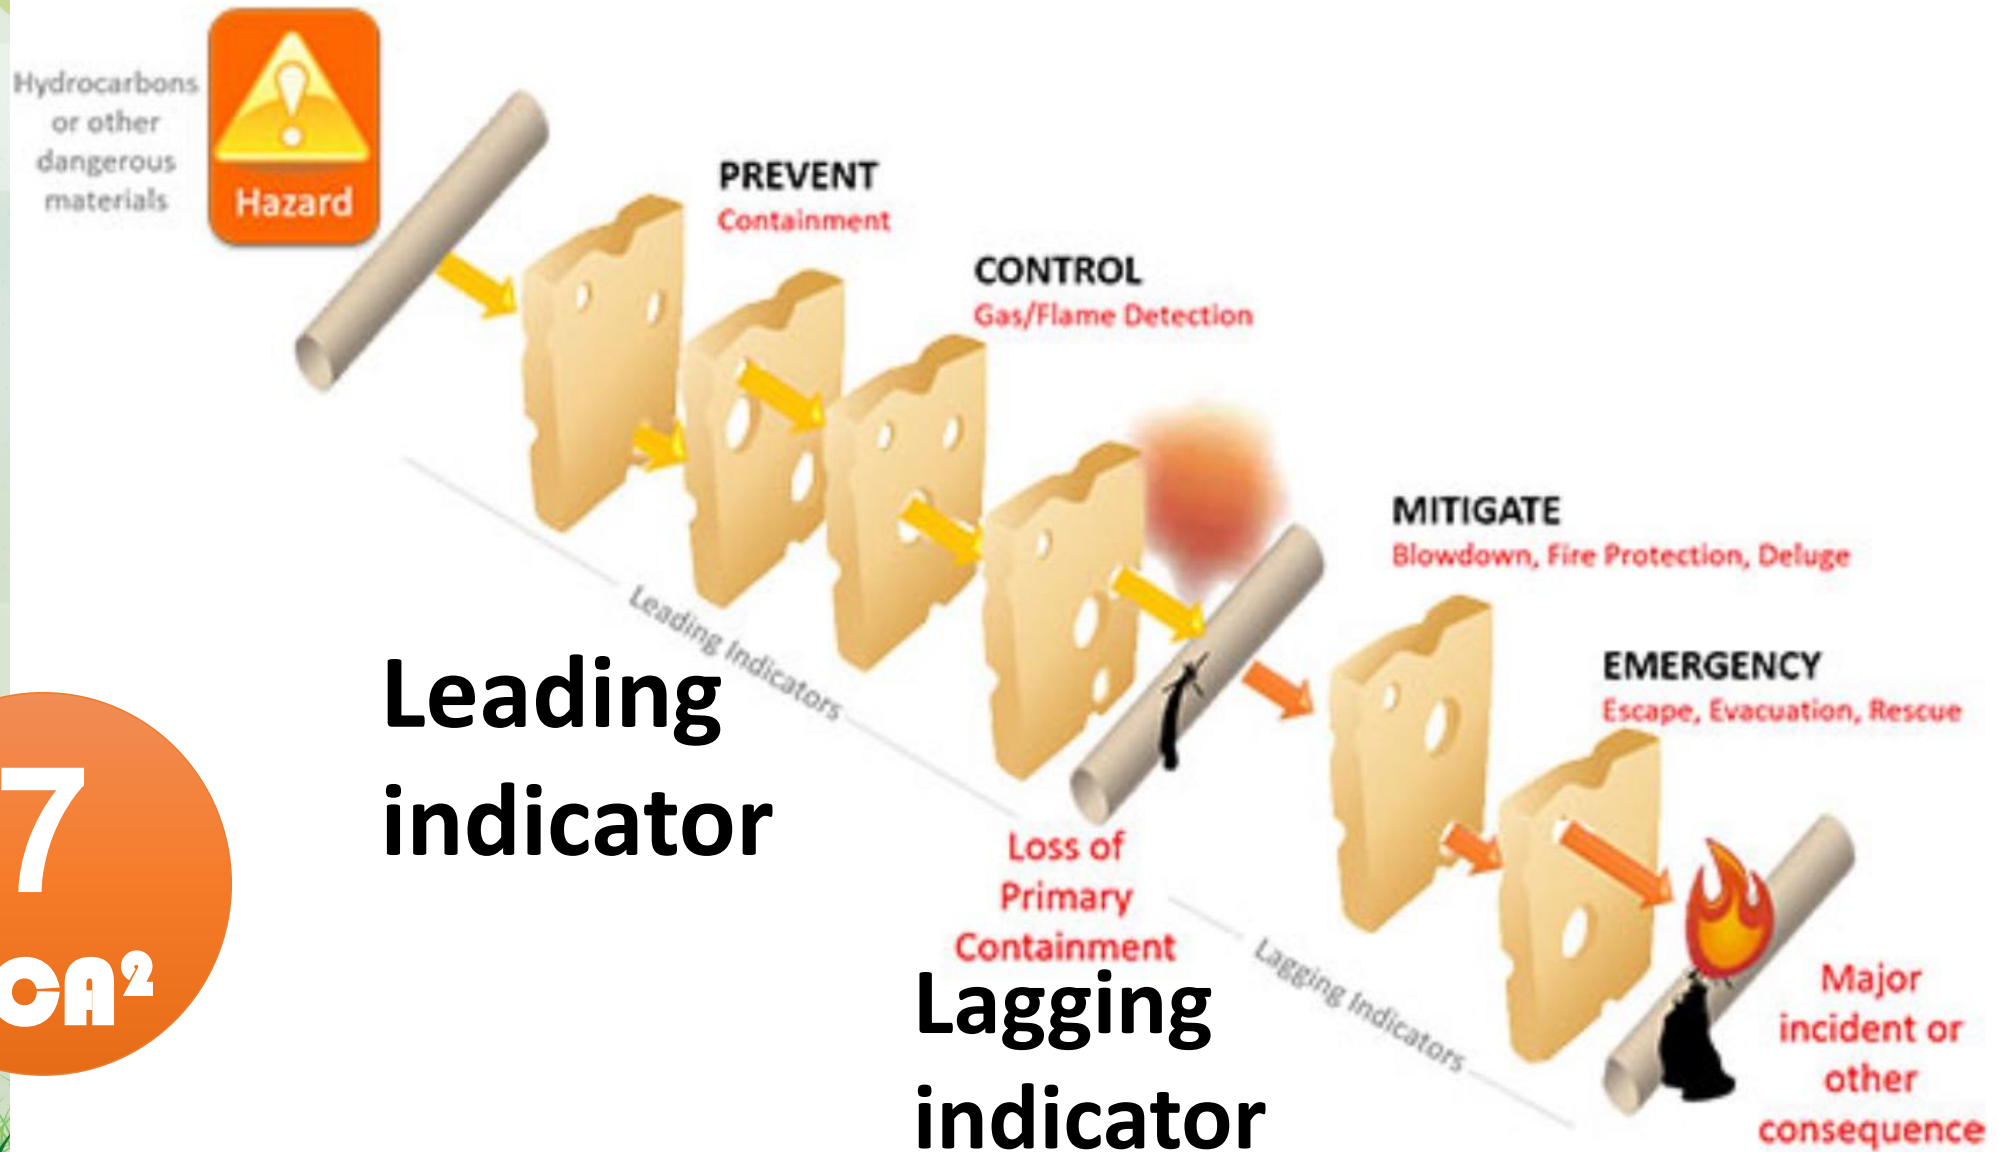 Hydrocarbons
or other
dangerous
materials
Hazard
PREVENT
Containment
CONTROL
Gas/Flame Detection
MITIGATE
Blowdown, Fire Protection, Deluge
EMERGENCY
Escape, Evacuation, Rescue
Leading Indicators
Leading
indicator
7
CA²
Loss of
Primary
Containment
Lagging Indicators
Lagging
indicator
Major
incident or
other
consequence